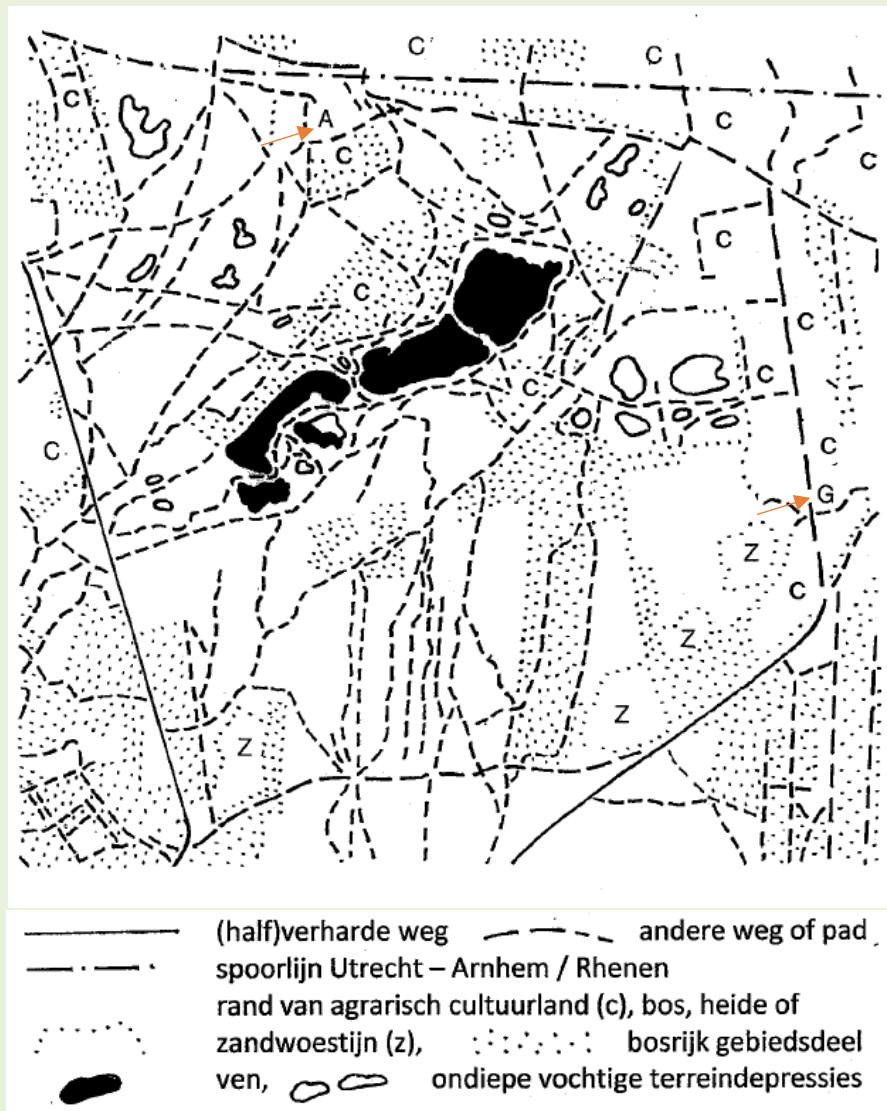 C
C
C
C
A
C
C
C
C
C
C
C
C
C
G
Z
C
Z
Z
Z
(half)verharde weg
andere weg of pad
spoorlijn Utrecht – Arnhem / Rhenen
rand van agrarisch cultuurland (c), bos, heide of
zandwoestijn (z), bosrijk gebiedsdeel
ven, ondiepe vochtige terreindepressies